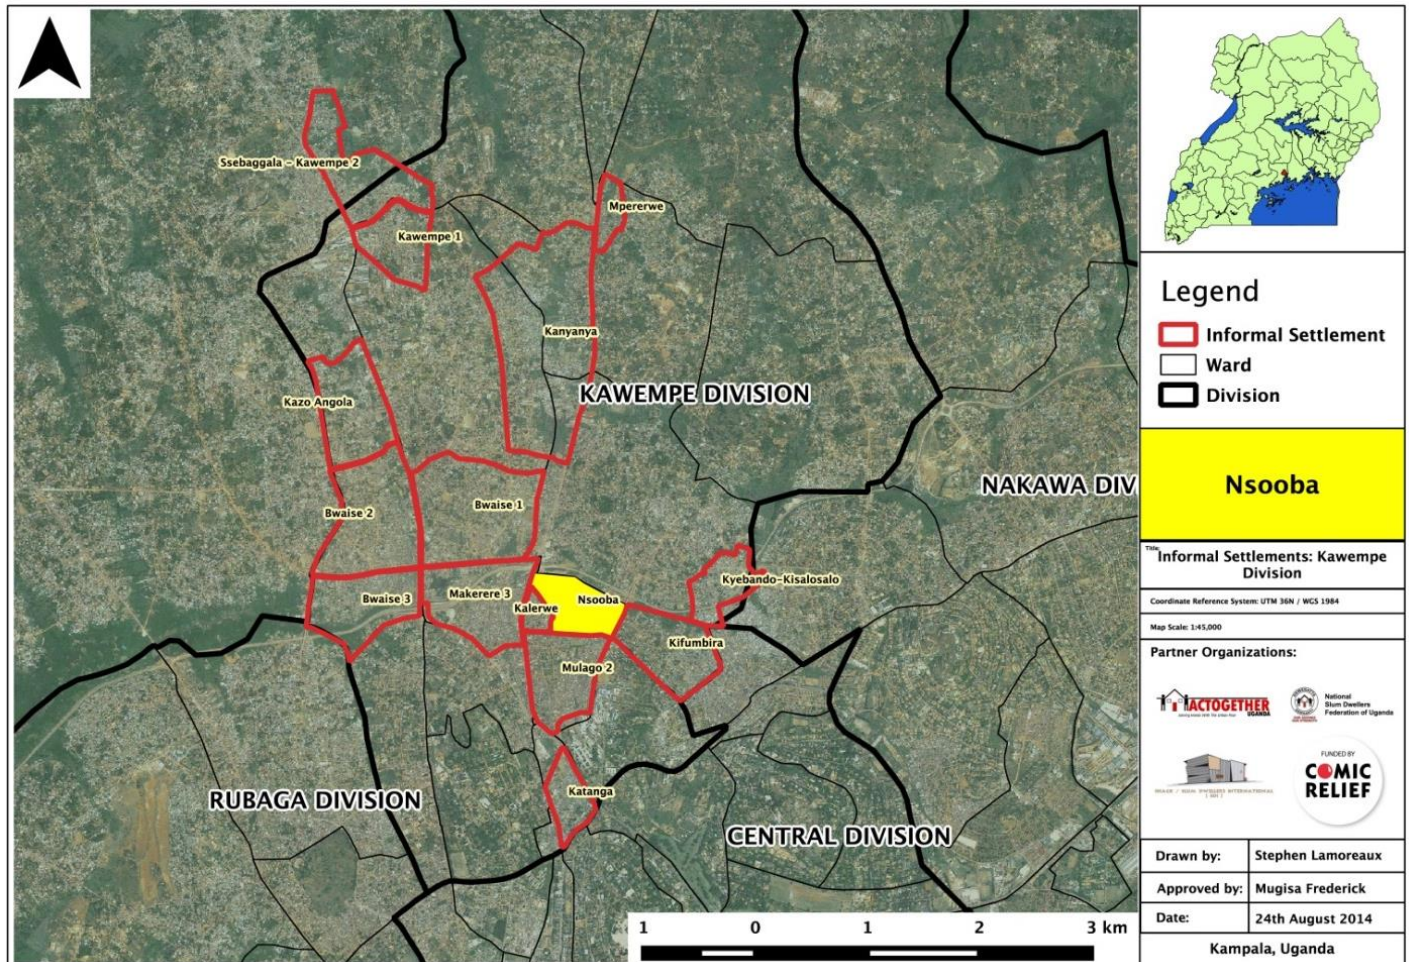 Ssebaggala - Kawempe 2
Mpererwe
Kawempe 1
Kanyanya
KAWEMPE DIVISION
Kazo Angola
NAKAWA DIV
Bwaise 1
Bwaise 2
Kyebando-Kisalosalo
Bwaise 3
Makerere 3
Kalerwe
Nsooba
Kifumbira
Mulago 2
Katanga
RUBAGA DIVISION
CENTRAL DIVISION
1 0 1 2 3 km
Legend
Informal Settlement
Ward
Division
Nsooba
Title:
Informal Settlements: Kawempe
Division
Coordinate Reference System: UTM 36N / WGS 1984
Map Scale: 1:45,000
Partner Organizations:
ACTOGETHER
UGANDA
National
Slum Dwellers
Federation of Uganda
SLUM DWELLERS INTERNATIONAL
FUNDED BY
COMIC
RELIEF
Drawn by: Stephen Lamoreaux
Approved by: Mugisa Frederick
Date: 24th August 2014
Kampala, Uganda